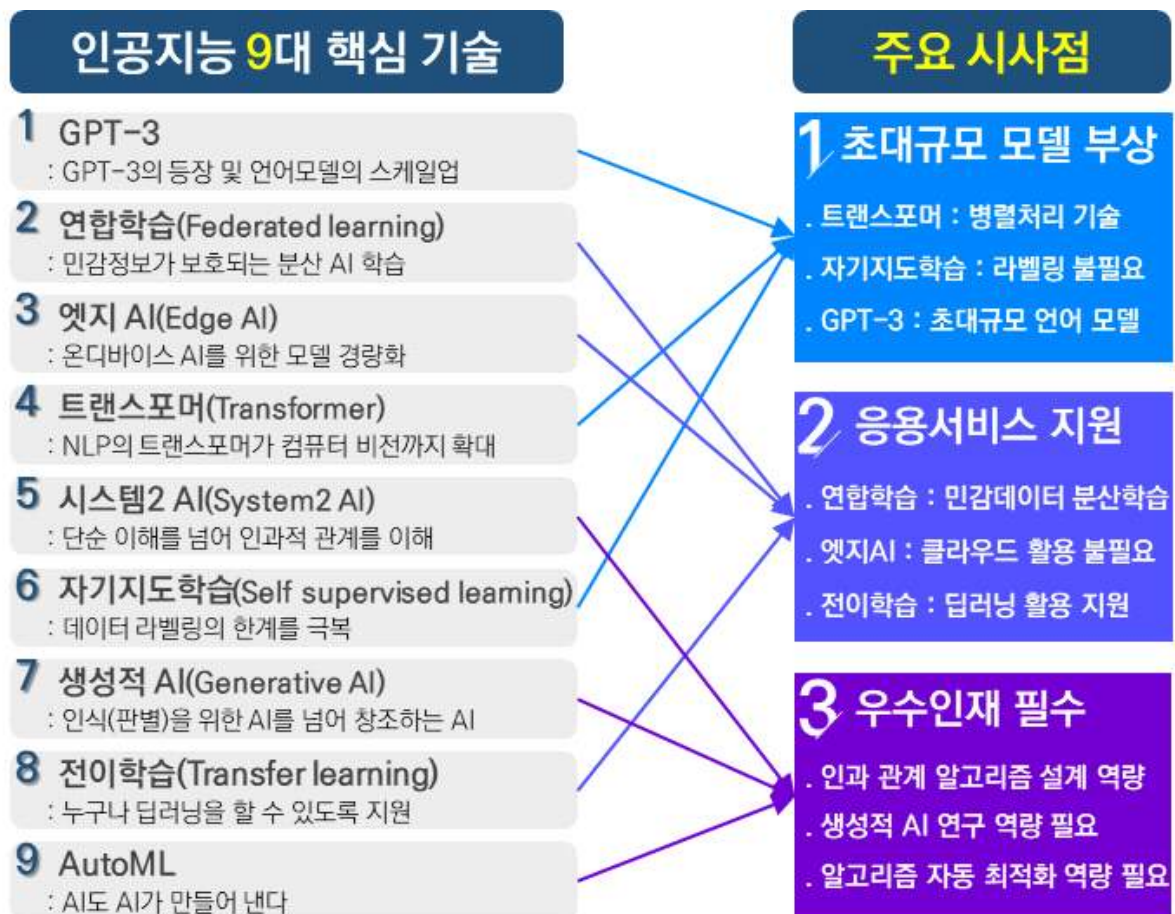 인공지능 9대 핵심 기술
1 GPT-3
: GPT-3의 등장 및 언어모델의 스케일업
2 연합학습(Federated learning)
: 민감정보가 보호되는 분산 AI 학습
3 엣지 AI(Edge AI)
: 온디바이스 AI를 위한 모델 경량화
4 트랜스포머(Transformer)
: NLP의 트랜스포머가 컴퓨터 비전까지 확대
5 시스템2 AI(System2 AI)
: 단순 이해를 넘어 인과적 관계를 이해
6 자기지도학습(Self supervised learning)
: 데이터 라벨링의 한계를 극복
7 생성적 AI(Generative AI)
: 인식(판별)을 위한 AI를 넘어 창조하는 AI
8 전이학습(Transfer learning)
: 누구나 딥러닝을 할 수 있도록 지원
9 AutoML
: AI도 AI가 만들어 낸다
주요 시사점
1 초대규모 모델 부상
. 트랜스포머 : 병렬처리 기술
. 자기지도학습 : 라벨링 불필요
. GPT-3 : 초대규모 언어 모델
2 응용서비스 지원
. 연합학습 : 민감데이터 분산학습
. 엣지AI : 클라우드 활용 불필요
. 전이학습 : 딥러닝 활용 지원
3 우수인재 필수
. 인과 관계 알고리즘 설계 역량
. 생성적 AI 연구 역량 필요
. 알고리즘 자동 최적화 역량 필요